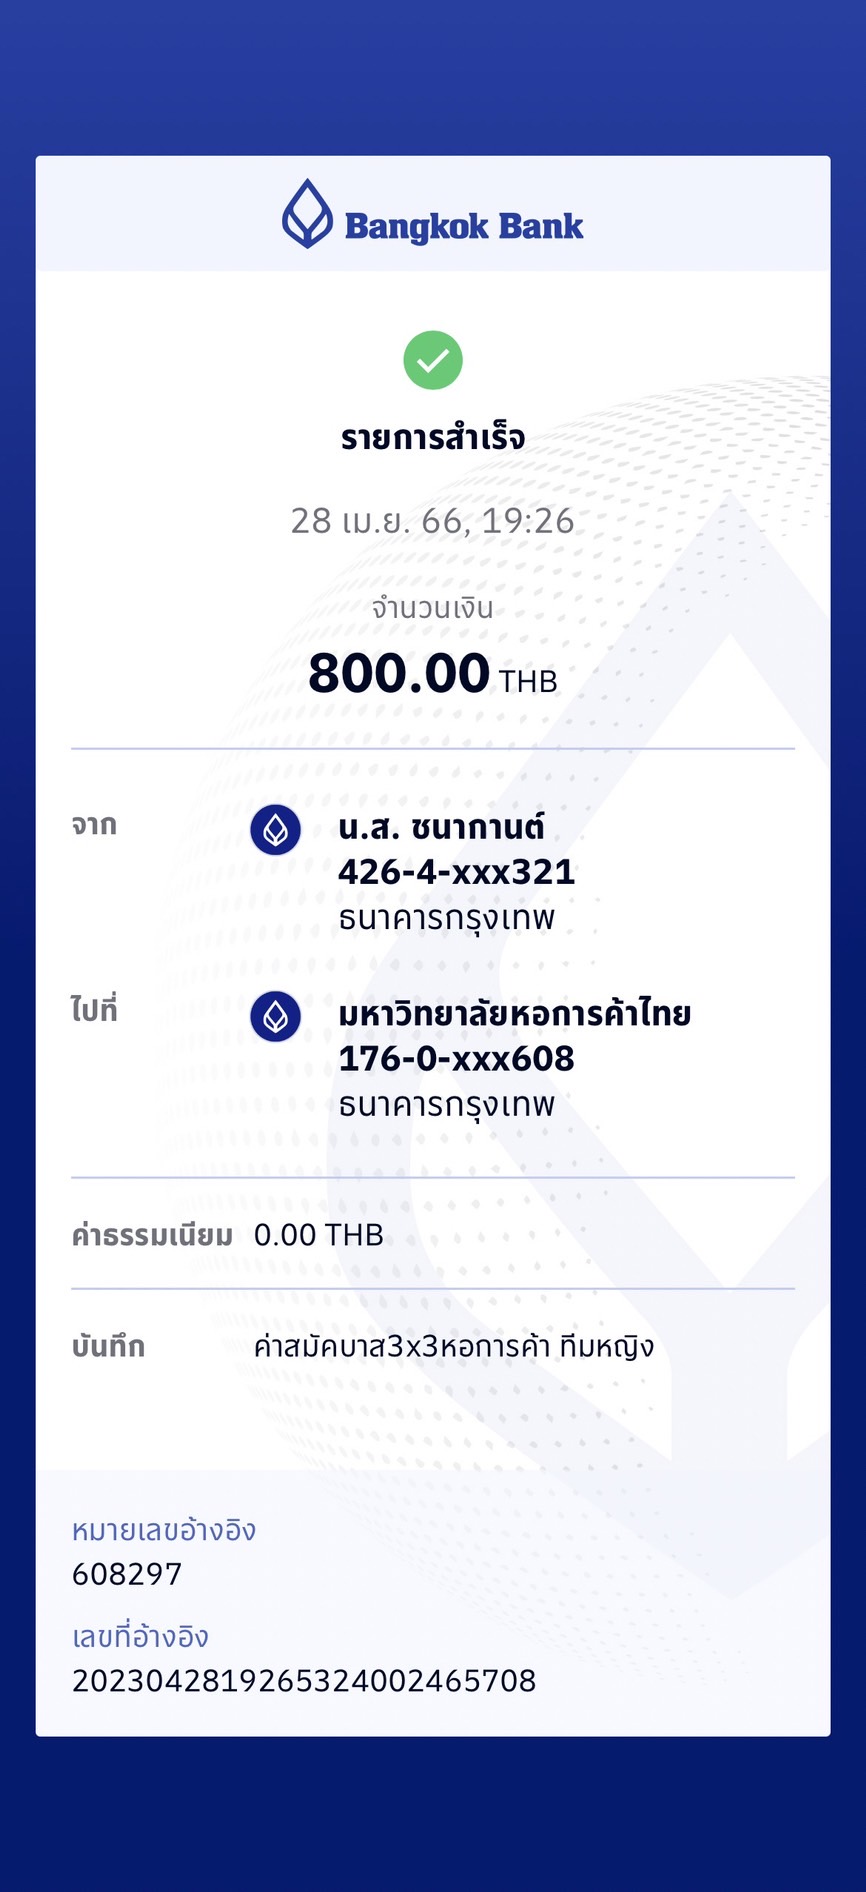 Bangkok Bank
รายการสำเร็จ
28 เม.ย. 66, 19:26
จำนวนเงิน
800.00 THB
จาก
น.ส. ชนากานต์
426-4-xxx321
ธนาคารกรุงเทพ
ไปที่
มหาวิทยาลัยหอการค้าไทย
176-0-xxx608
ธนาคารกรุงเทพ
ค่าธรรมเนียม 0.00 THB
บันทึก ค่าสมัคบาส3x3หอการค้า ทีมหญิง
หมายเลขอ้างอิง
608297
เลขที่อ้างอิง
2023042819265324002465708